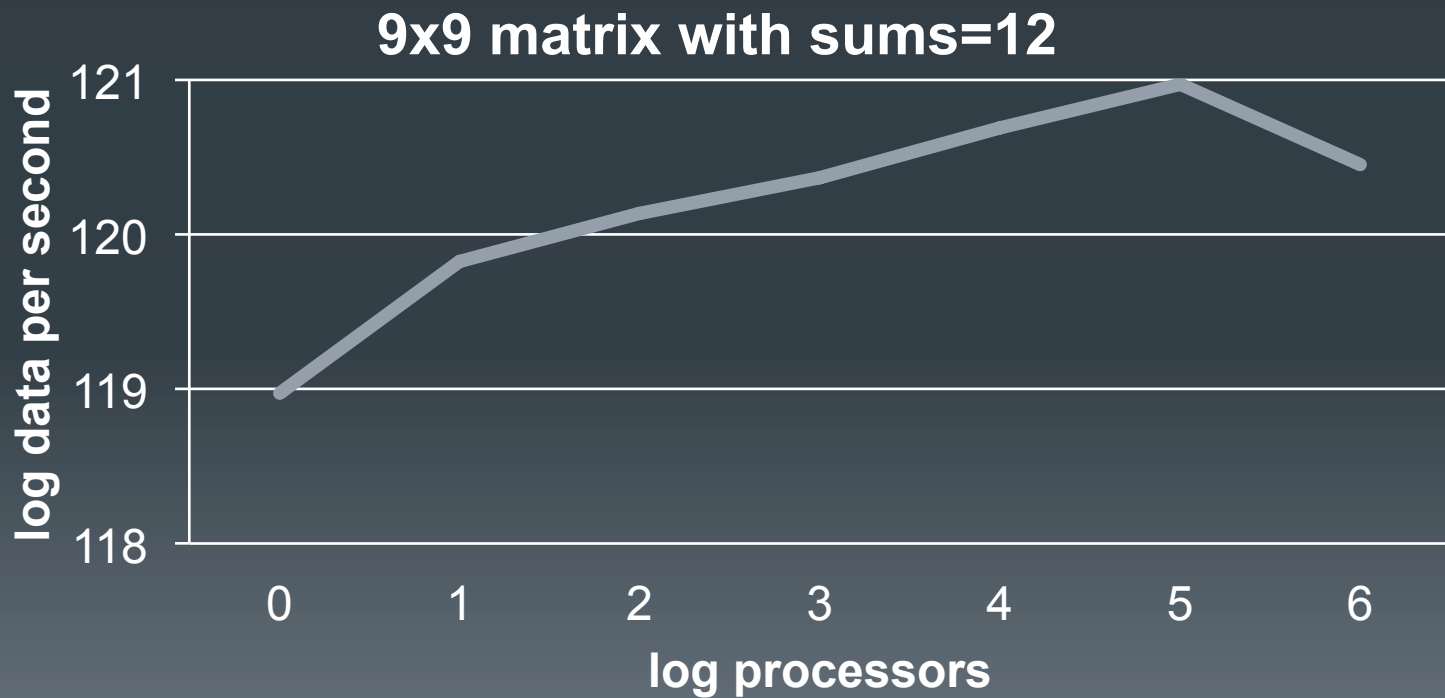 9x9 matrix with sums=12
log data per second
121
120
119
118
0 1 2 3 4 5 6
log processors